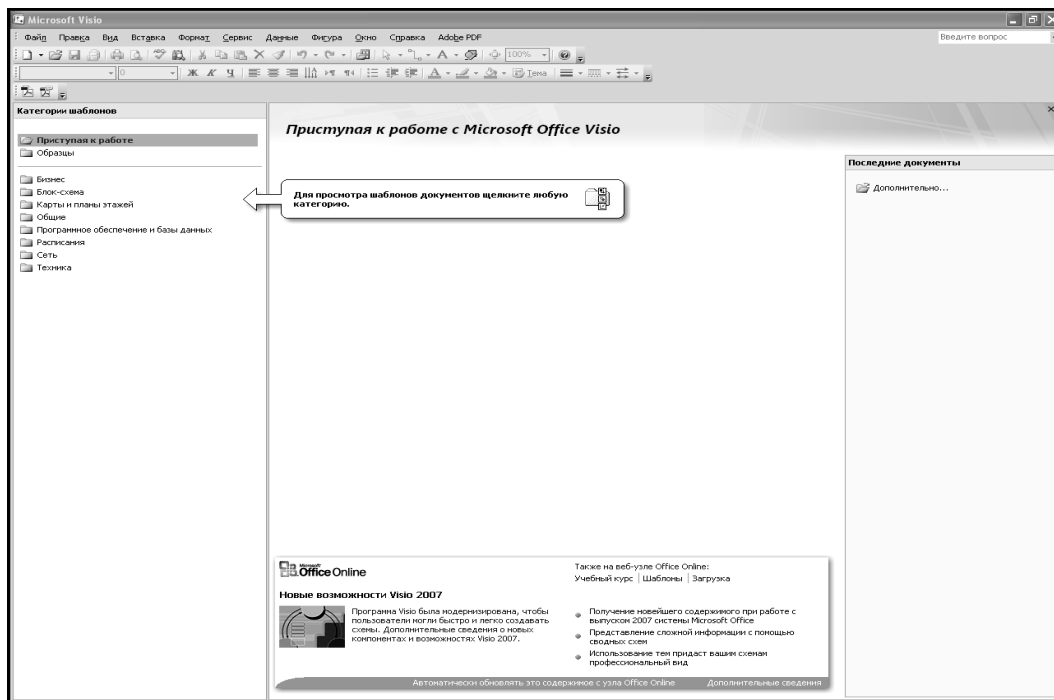 Microsoft Visio
Файл Правка Вид Вставка Формат Сервис Данные Фигура Окно Справка Adobe PDF Введите вопрос
100%
0 Ж К Ч Тема
Категории шаблонов
Приступая к работе
Образцы
Бизнес
Блок-схема
Карты и планы этажей
Общие
Программное обеспечение и базы данных
Расписания
Сеть
Техника
Приступая к работе с Microsoft Office Visio
Для просмотра шаблонов документов щелкните любую
категорию.
Последние документы
Дополнительно...
Microsoft
Office Online
Новые возможности Visio 2007
Программа Visio была модернизирована, чтобы
пользователи могли быстро и легко создавать
схемы. Дополнительные сведения о новых
компонентах и возможностях Visio 2007.
Также на веб-узле Office Online:
Учебный курс | Шаблоны | Загрузка
Получение новейшего содержимого при работе с
выпуском 2007 системы Microsoft Office
Представление сложной информации с помощью
сводных схем
Использование тем придаст вашим схемам
профессиональный вид
Автоматически обновлять это содержимое с узла Office Online Дополнительные сведения